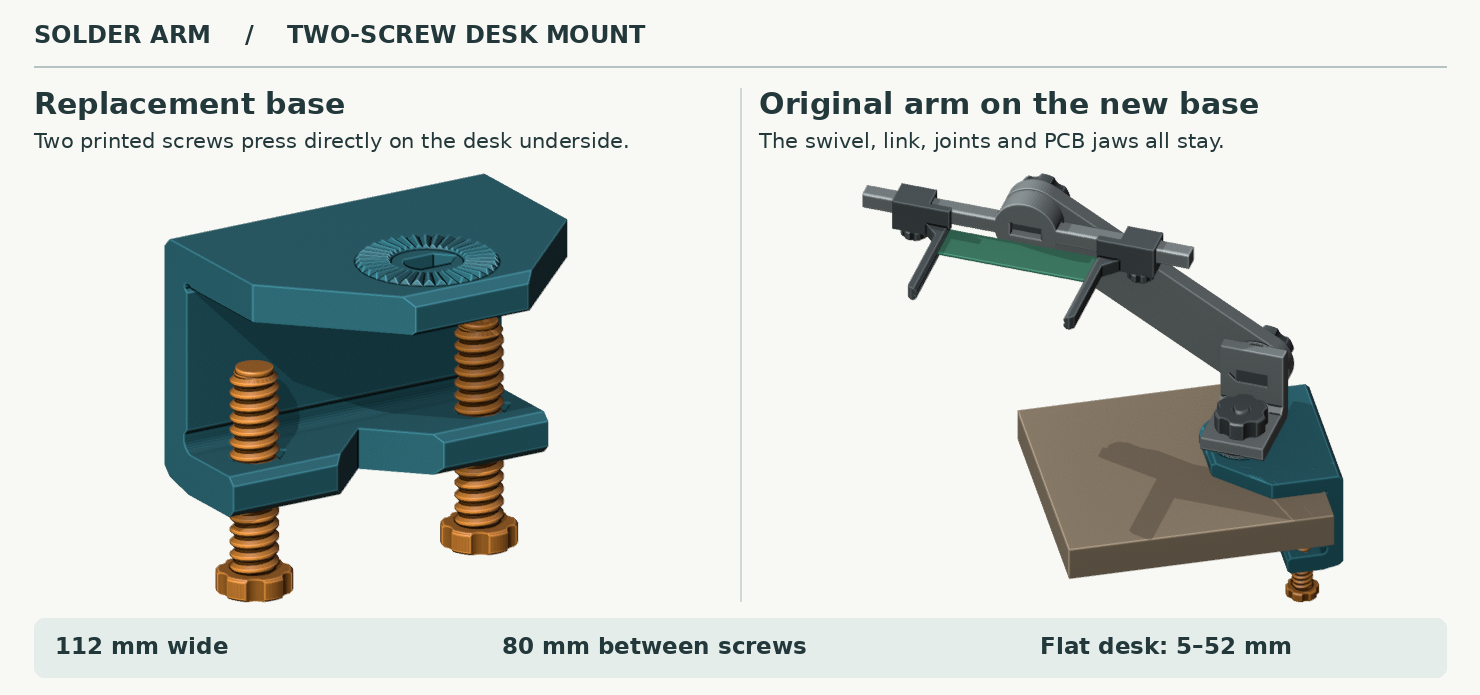 SOLDER ARM / TWO-SCREW DESK MOUNT
Replacement base
Two printed screws press directly on the desk underside.
Original arm on the new base
The swivel, link, joints and PCB jaws all stay.
112 mm wide
80 mm between screws
Flat desk: 5–52 mm